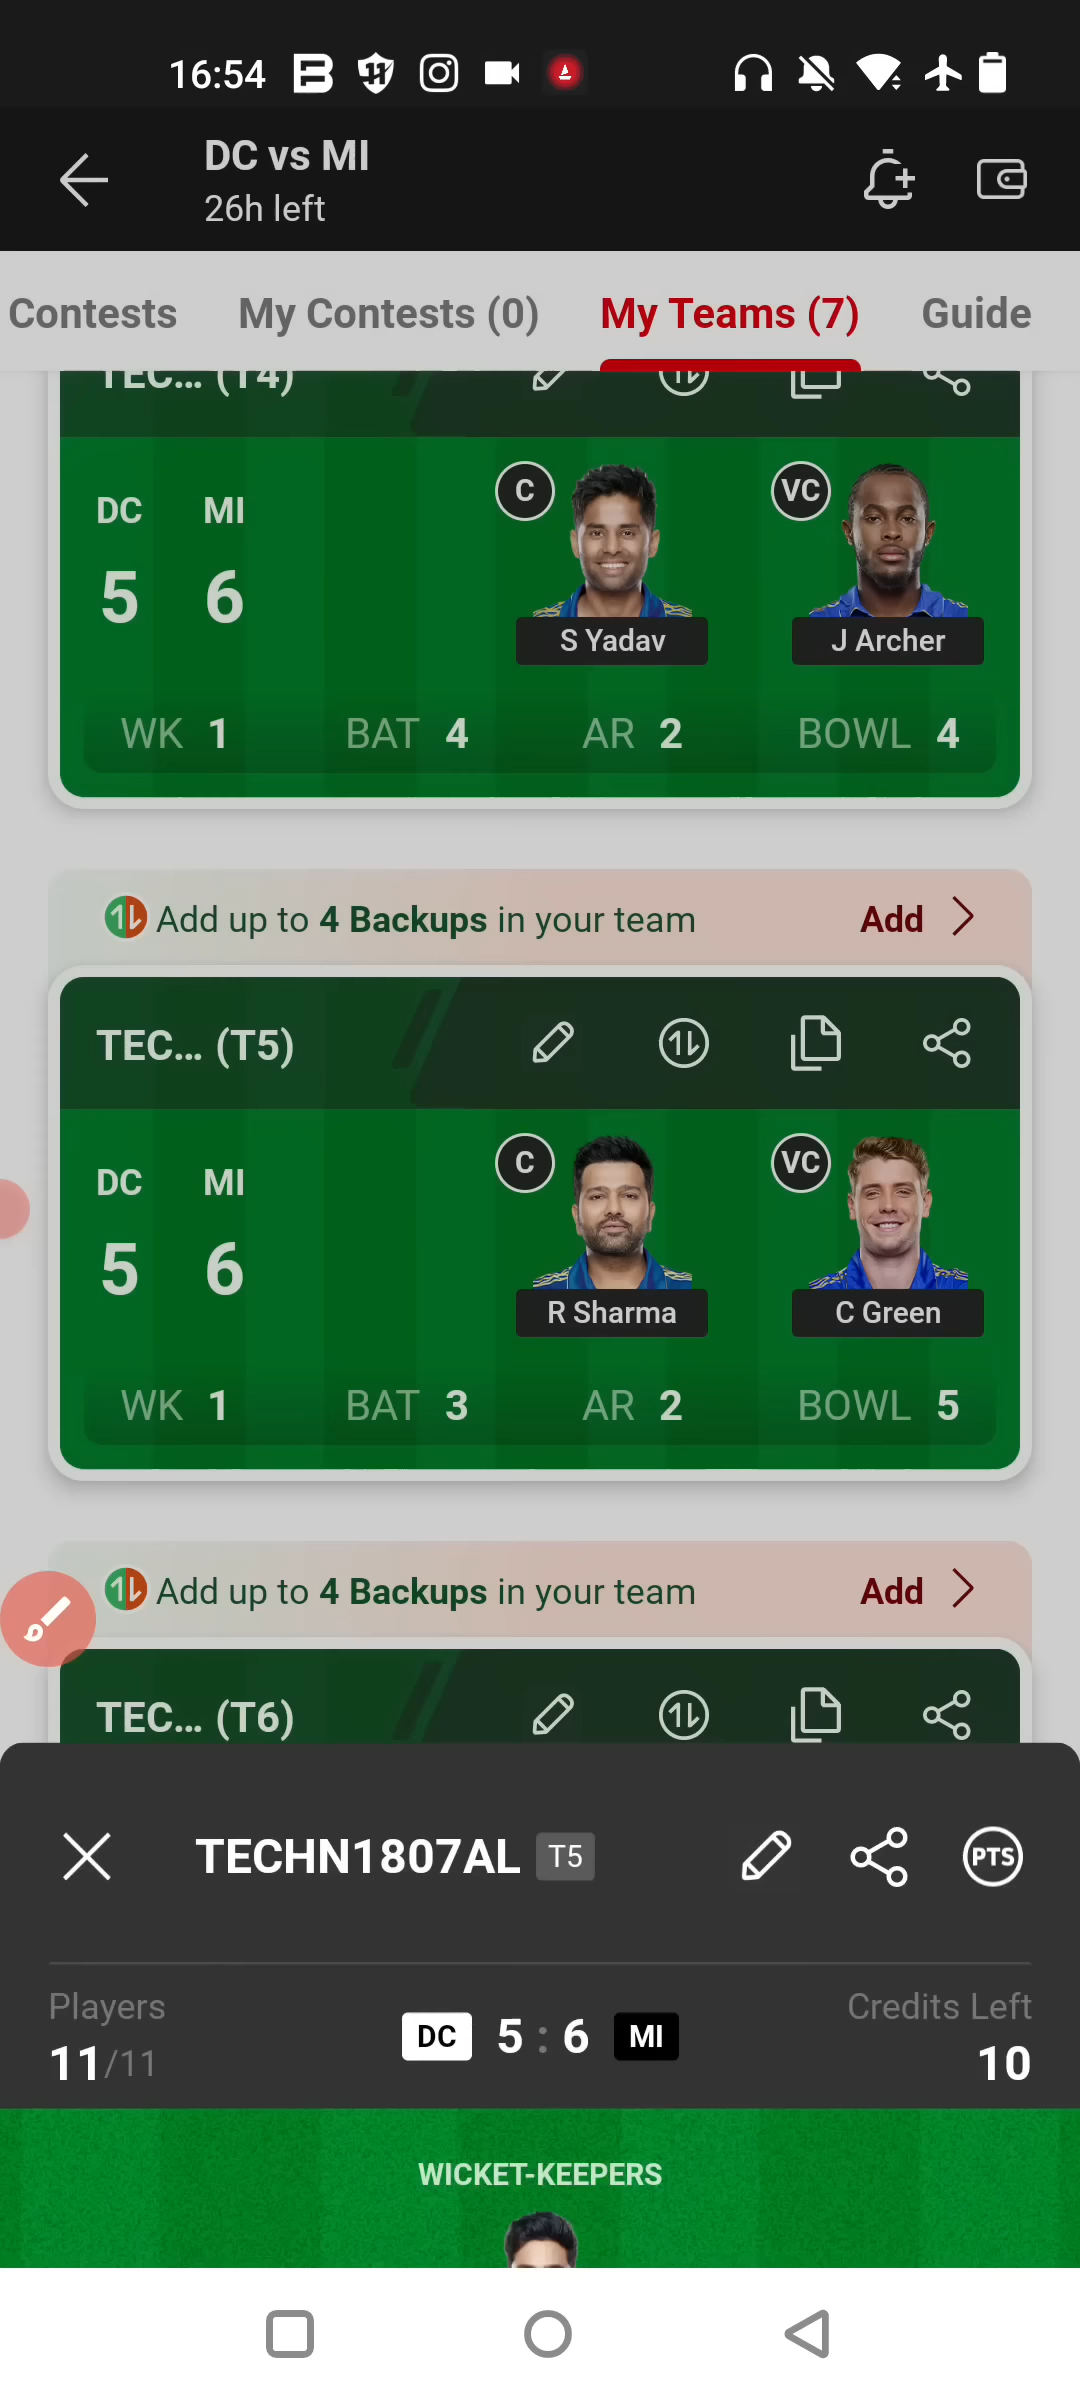 16:54
DC vs MI
26h left
Contests My Contests (0) My Teams (7) Guide
TEC... (T4)
DC MI C VC
5 6
S Yadav J Archer
WK 1 BAT 4 AR 2 BOWL 4
Add up to 4 Backups in your team Add
TEC... (T5)
DC MI C VC
5 6
R Sharma C Green
WK 1 BAT 3 AR 2 BOWL 5
Add up to 4 Backups in your team Add
TEC... (T6)
TECHN1807AL T5 PTS
Players Credits Left
DC 5 : 6 MI
11/11 10
WICKET-KEEPERS